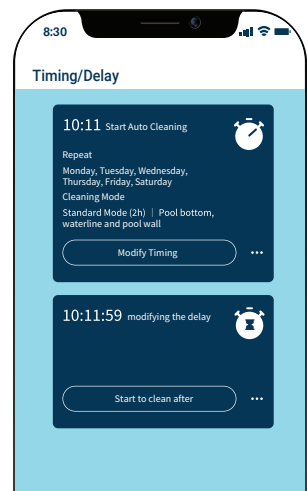 8:30
Timing/Delay
10:11 Start Auto Cleaning
Repeat
Monday, Tuesday, Wednesday,
Thursday, Friday, Saturday
Cleaning Mode
Standard Mode (2h) | Pool bottom,
waterline and pool wall
Modify Timing
10:11:59 modifying the delay
Start to clean after